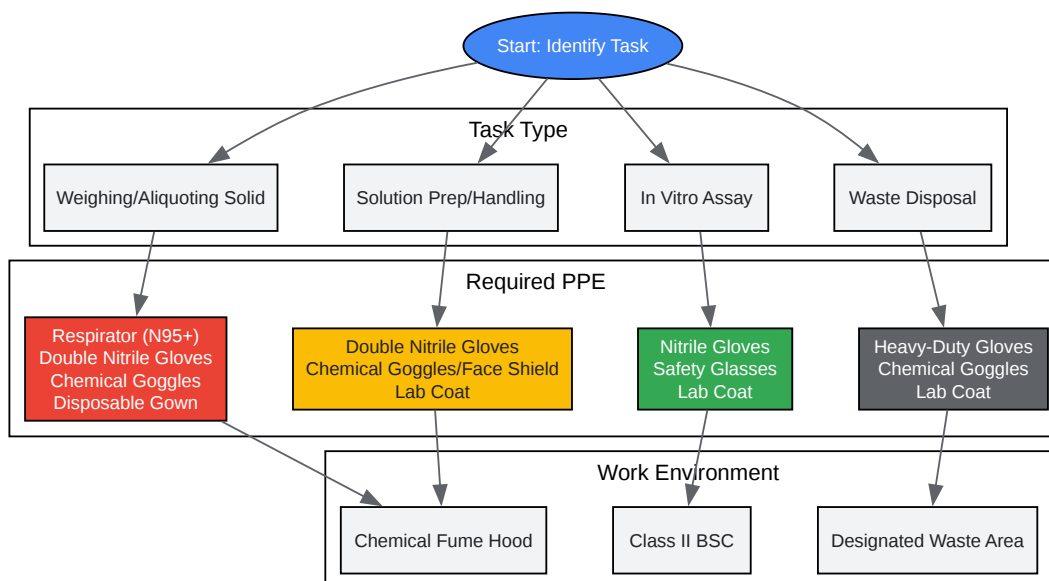 Start: Identify Task
Task Type
Weighing/Aliquoting Solid
Solution Prep/Handling
In Vitro Assay
Waste Disposal
Required PPE
Respirator (N95+)
Double Nitrile Gloves
Chemical Goggles
Disposable Gown
Double Nitrile Gloves
Chemical Goggles/Face Shield
Lab Coat
Nitrile Gloves
Safety Glasses
Lab Coat
Heavy-Duty Gloves
Chemical Goggles
Lab Coat
Work Environment
Chemical Fume Hood
Class II BSC
Designated Waste Area